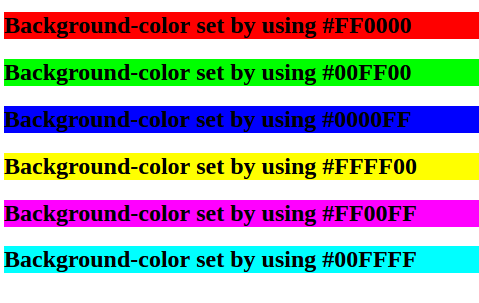 Background-color set by using #FF0000
Background-color set by using #00FF00
Background-color set by using #0000FF
Background-color set by using #FFFF00
Background-color set by using #FF00FF
Background-color set by using #00FFFF